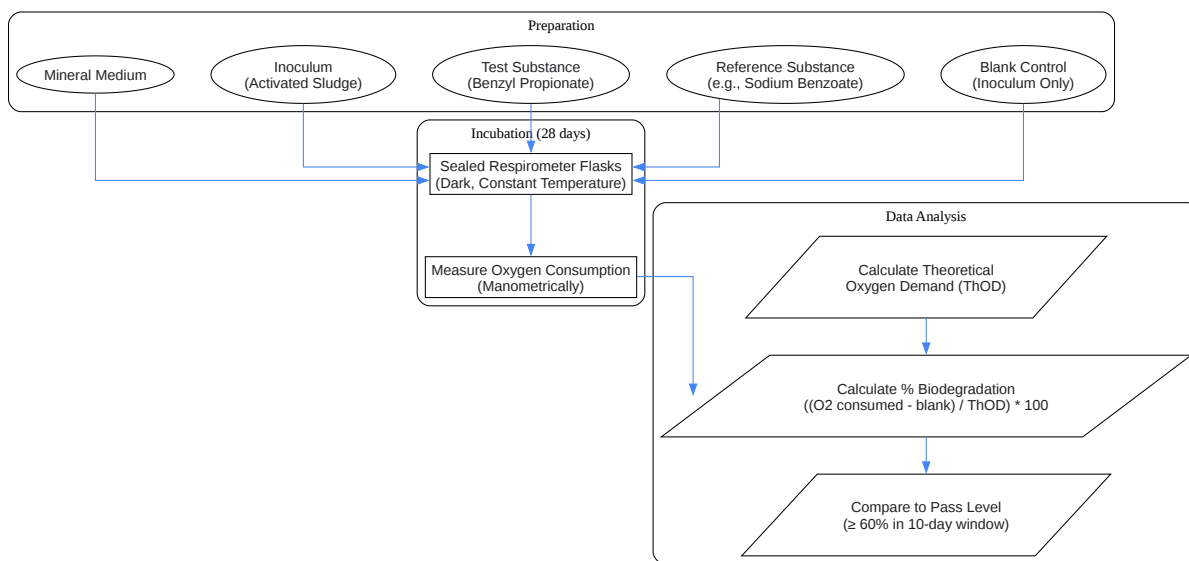 Preparation
Mineral Medium
Inoculum
(Activated Sludge)
Test Substance
(Benzyl Propionate)
Reference Substance
(e.g., Sodium Benzoate)
Blank Control
(Inoculum Only)
Incubation (28 days)
Sealed Respirometer Flasks
(Dark, Constant Temperature)
Measure Oxygen Consumption
(Manometrically)
Data Analysis
Calculate Theoretical
Oxygen Demand (ThOD)
Calculate % Biodegradation
((O2 consumed - blank) / ThOD) * 100
Compare to Pass Level
(≥ 60% in 10-day window)